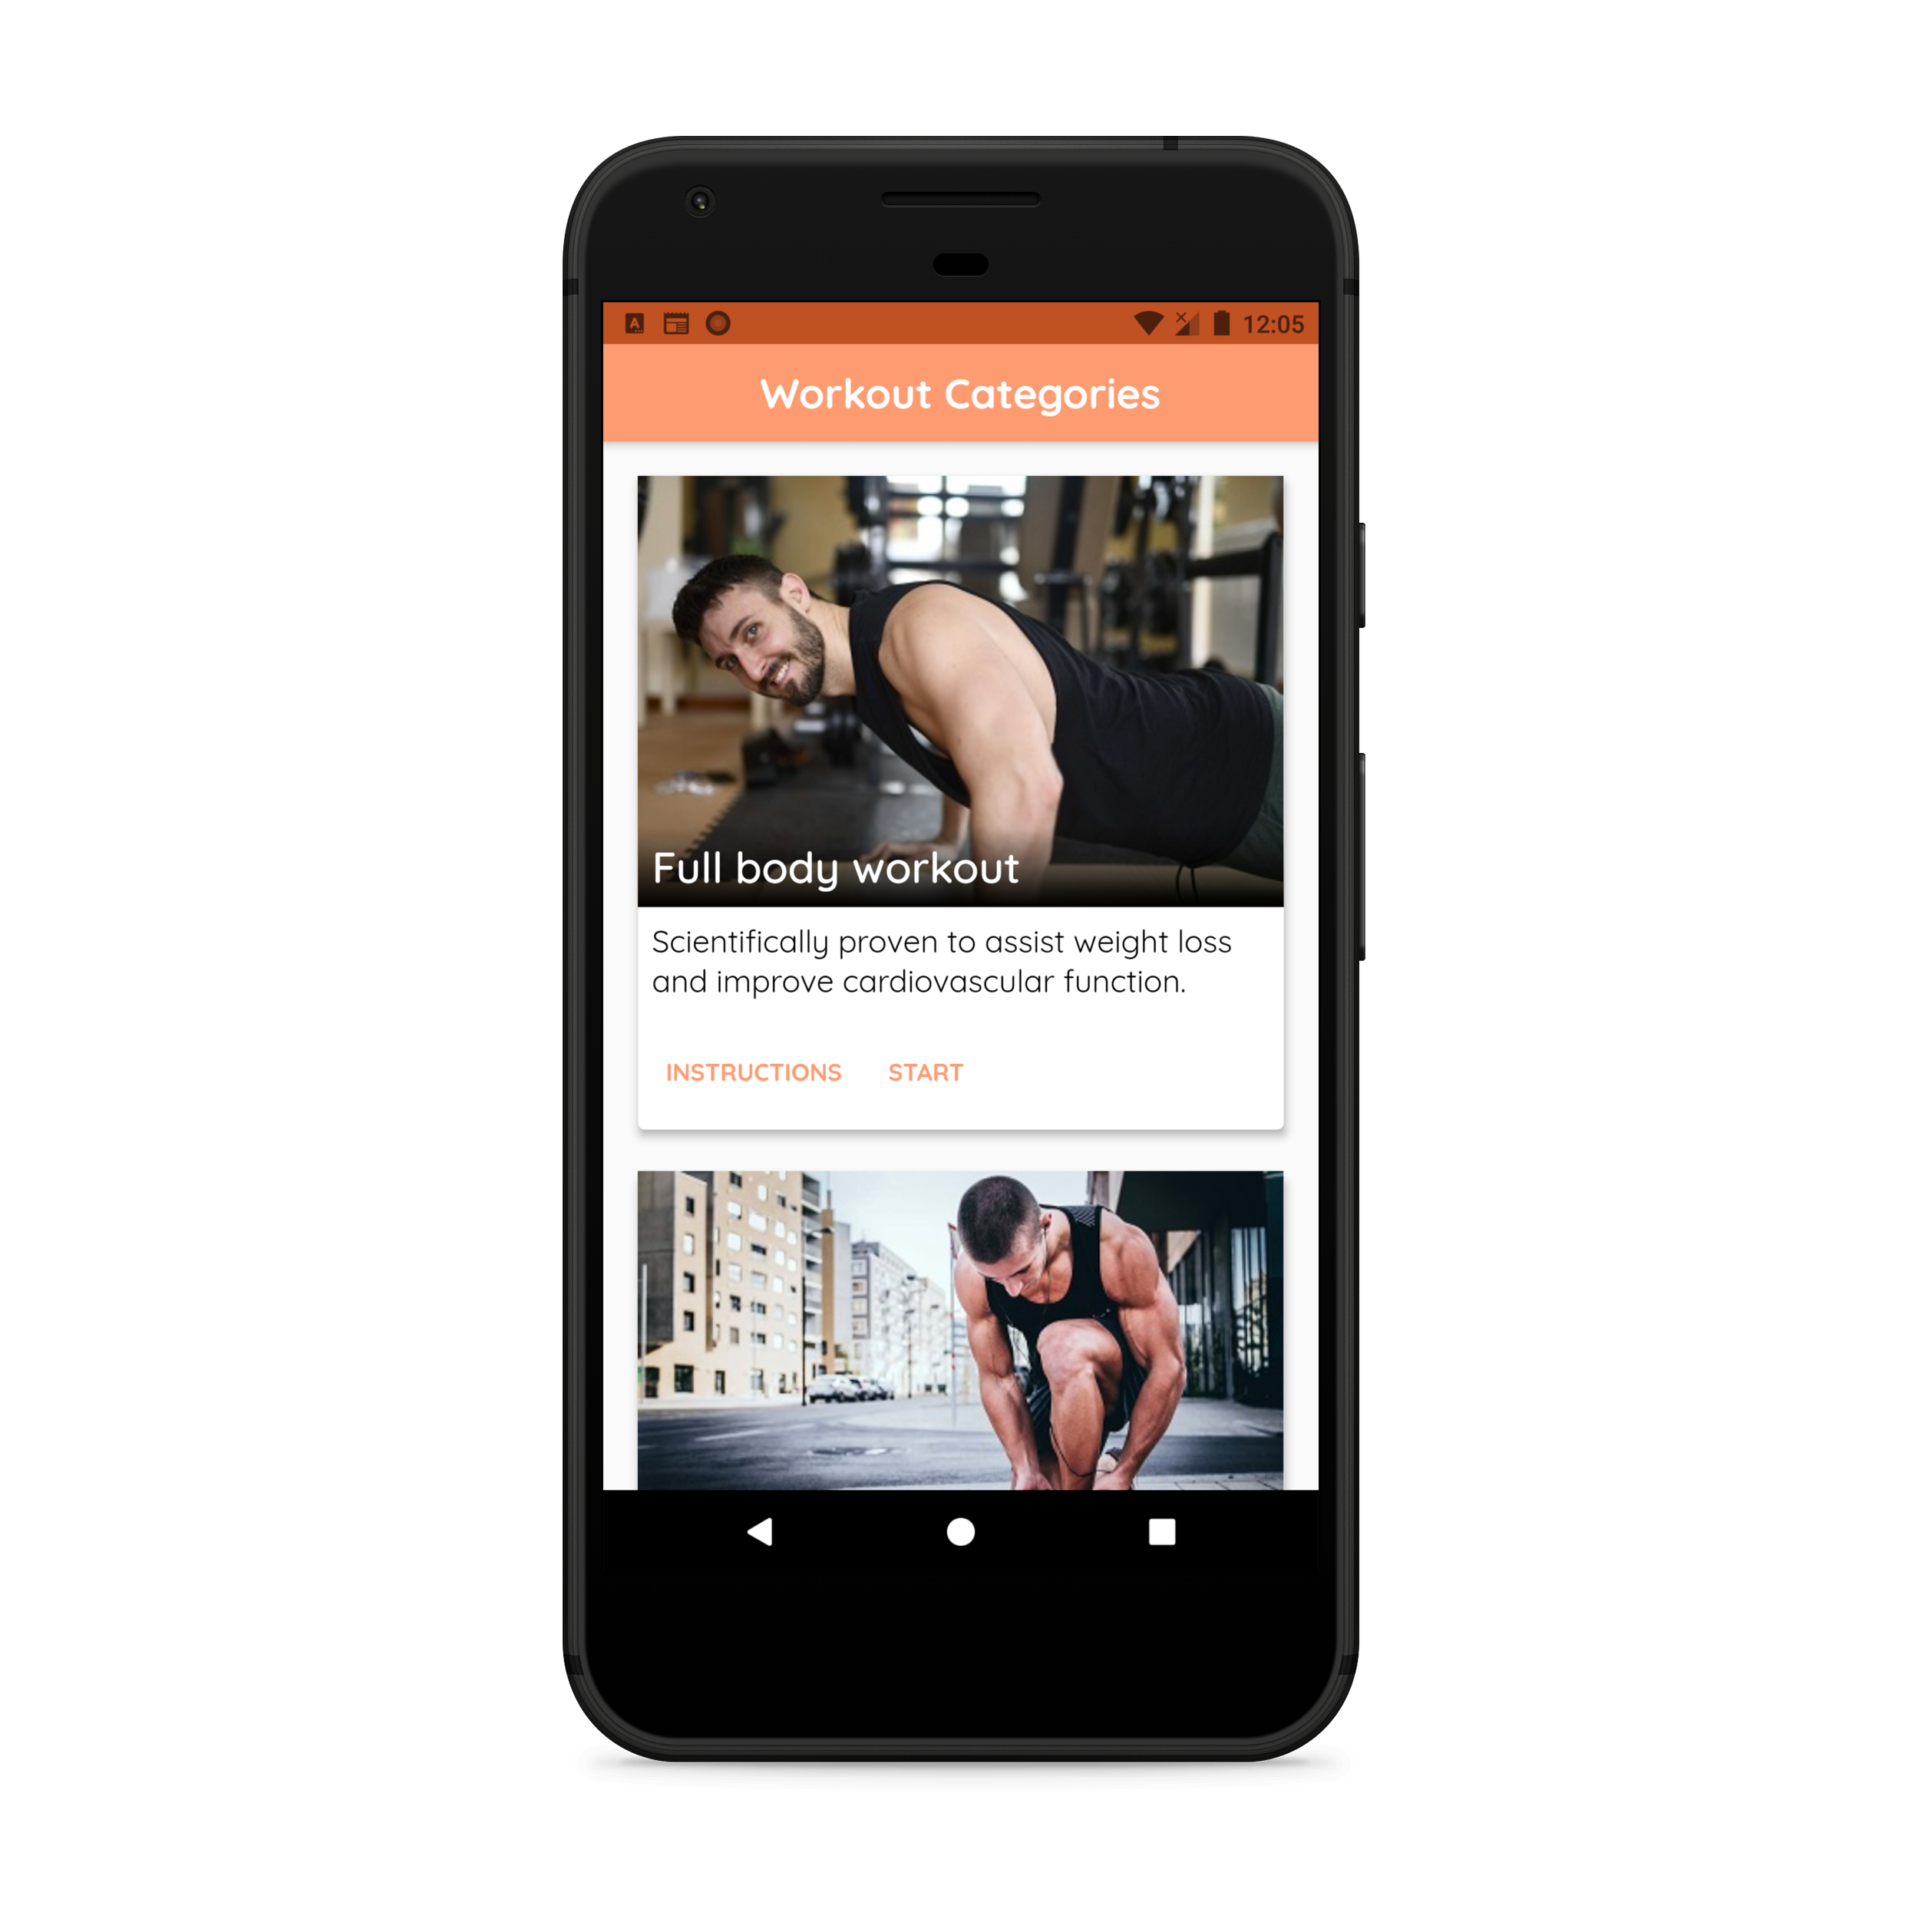 12:05
Workout Categories
Full body workout
Scientifically proven to assist weight loss
and improve cardiovascular function.
INSTRUCTIONS START